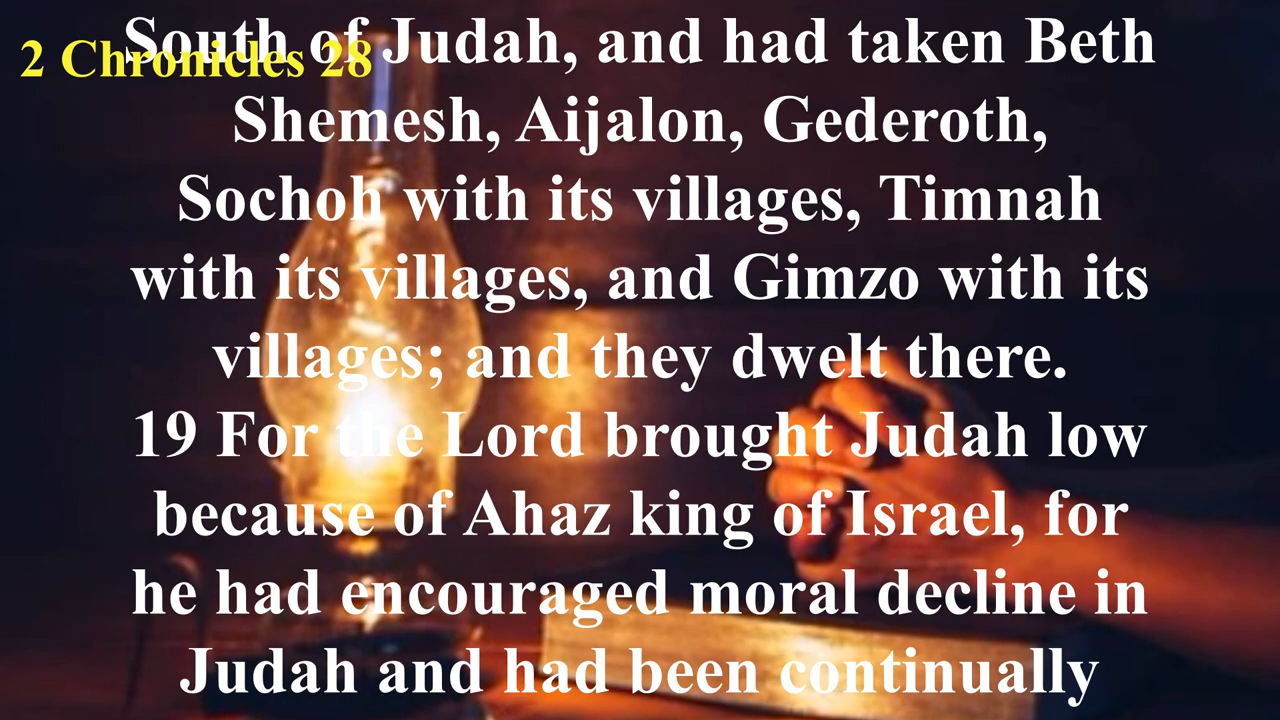 South of Judah, and had taken Beth
2 Chronicles 28
Shemesh, Aijalon, Gederoth,
Sochoh with its villages, Timnah
with its villages, and Gimzo with its
villages; and they dwelt there.
19 For the Lord brought Judah low
because of Ahaz king of Israel, for
he had encouraged moral decline in
Judah and had been continually